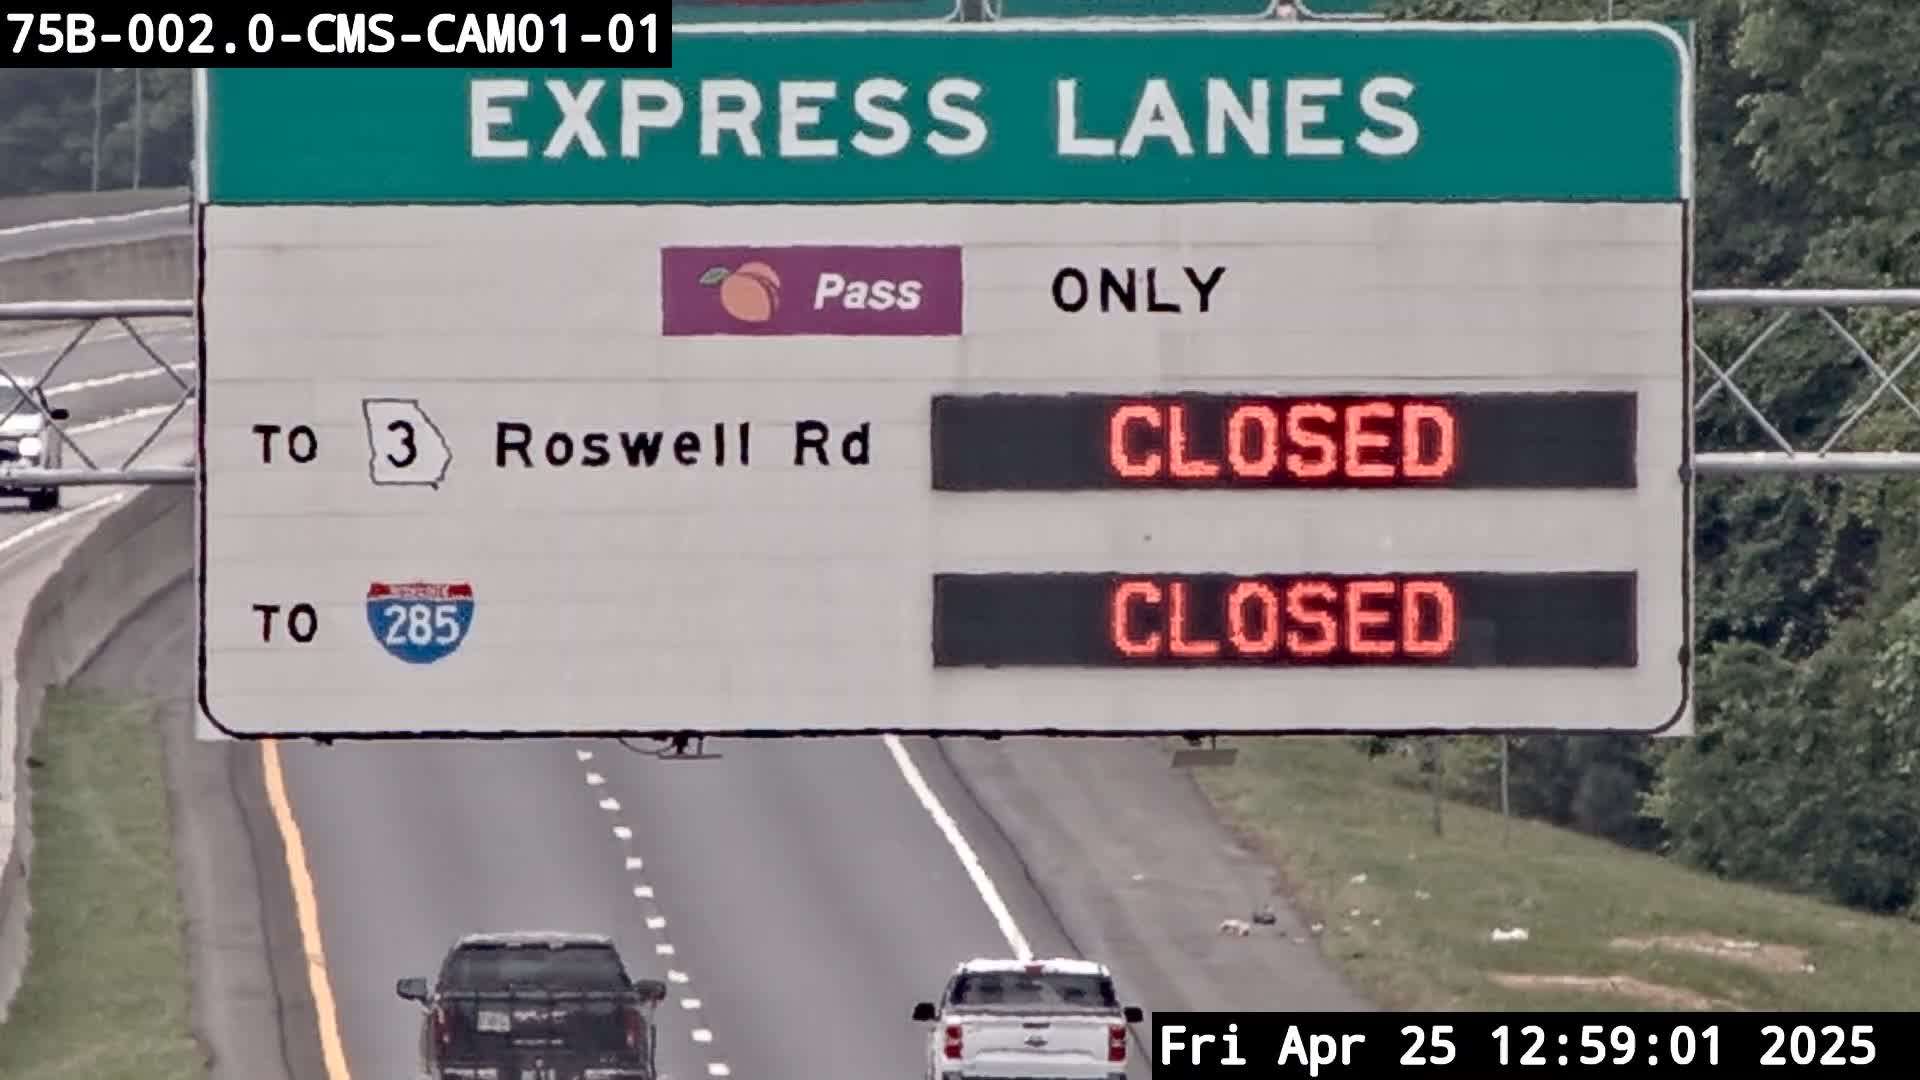 75B-002.0-CMS-CAM01-01
EXPRESS LANES
Pass ONLY
TO 3 Roswell Rd CLOSED
TO 285 CLOSED
Fri Apr 25 12:59:01 2025